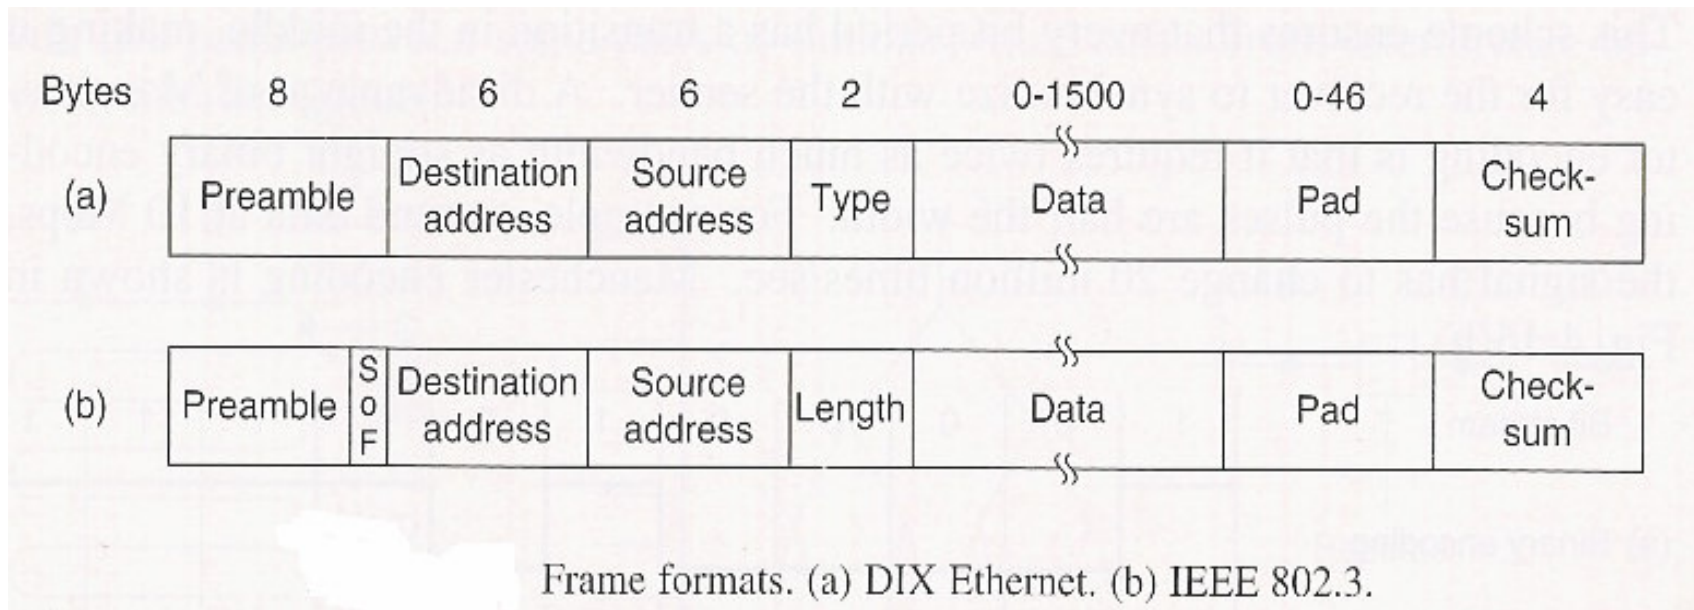 Bytes 8 6 6 2 0-1500 0-46 4
(a) Preamble Destination address Source address Type Data Pad Check-sum
(b) Preamble SoF Destination address Source address Length Data Pad Check-sum
Frame formats. (a) DIX Ethernet. (b) IEEE 802.3.